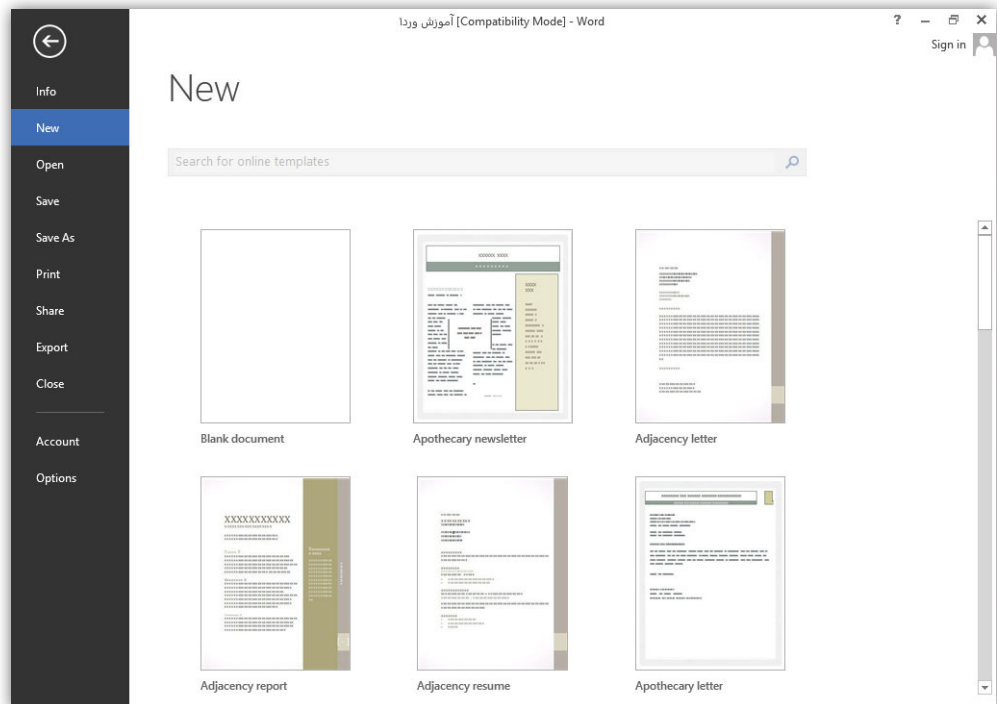 آموزش وردا [Compatibility Mode] - Word
?
Sign in
Info
New
Open
Save
Save As
Print
Share
Export
Close
Account
Options
New
Search for online templates
Blank document
Apothecary newsletter
Adjacency letter
XXXXXXXXXXX
Adjacency report
Adjacency resume
Apothecary letter